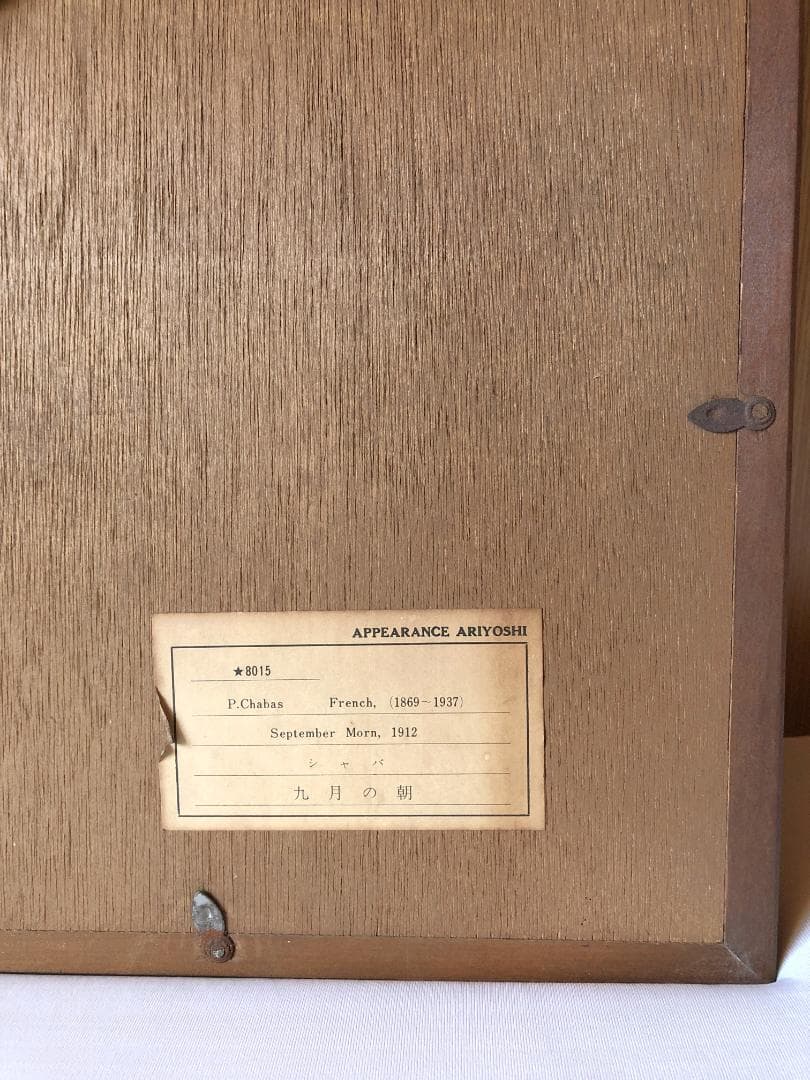 APPEARANCE ARIYOSHI
★8015
P.Chabas French, (1869~1937)
September Morn, 1912
シャバ
九月の朝